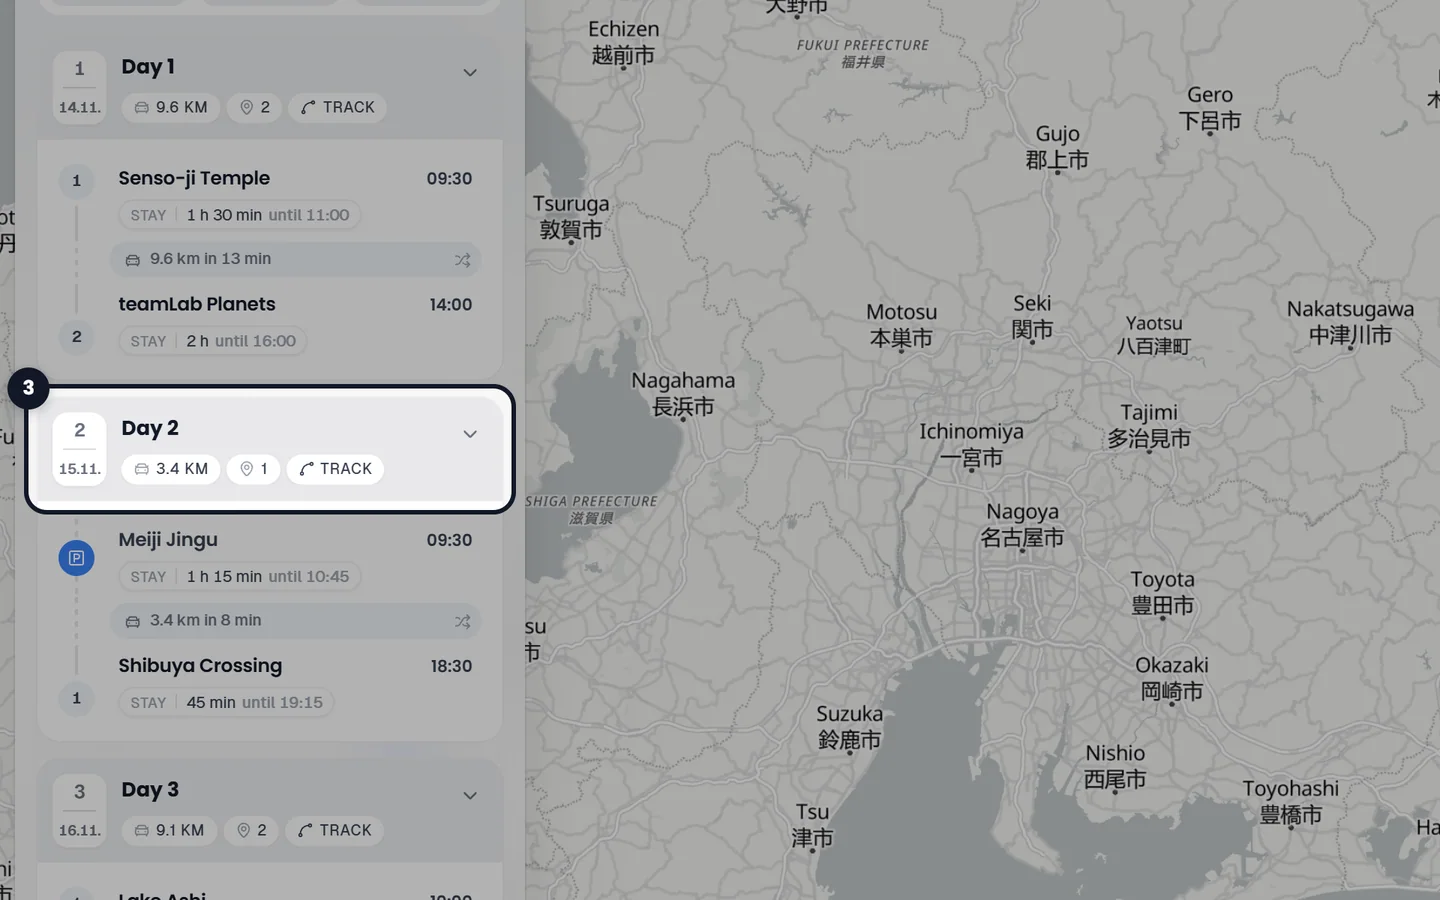 1
14.11.
Day 1
9.6 KM
2
TRACK
1
Senso-ji Temple
09:30
STAY
1 h 30 min until 11:00
9.6 km in 13 min
teamLab Planets
14:00
2
STAY
2 h until 16:00
3
2
15.11.
Day 2
3.4 KM
1
TRACK
P
Meiji Jingu
09:30
STAY
1 h 15 min until 10:45
3.4 km in 8 min
Shibuya Crossing
18:30
1
STAY
45 min until 19:15
3
16.11.
Day 3
9.1 KM
2
TRACK
大野市
Echizen
越前市
FUKUI PREFECTURE
福井県
Gero
下呂市
Gujo
郡上市
Tsuruga
敦賀市
Motosu
本巣市
Seki
関市
Yaotsu
八百津町
Nakatsugawa
中津川市
Nagahama
長浜市
Ichinomiya
一宮市
Tajimi
多治見市
SHIGA PREFECTURE
滋賀県
Nagoya
名古屋市
Toyota
豊田市
Okazaki
岡崎市
Suzuka
鈴鹿市
Nishio
西尾市
Toyohashi
豊橋市
Tsu
津市